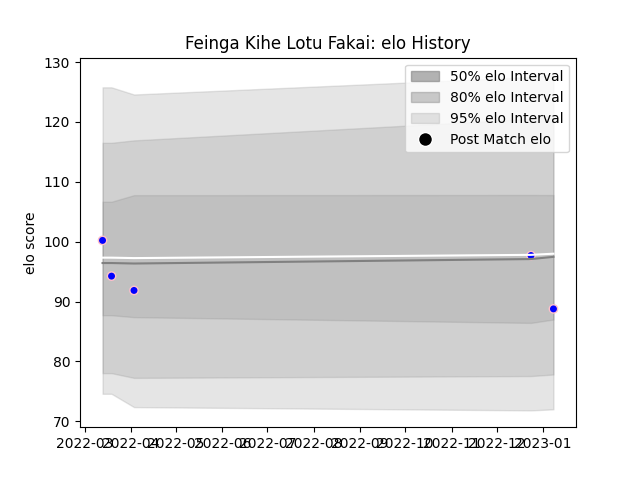 Feinga Kihe Lotu Fakai: elo History
50% elo Interval
80% elo Interval
95% elo Interval
Post Match elo
elo score
130
120
110
100
90
80
70
2022-03 2022-04 2022-05 2022-06 2022-07 2022-08 2022-09 2022-10 2022-11 2022-12 2023-01